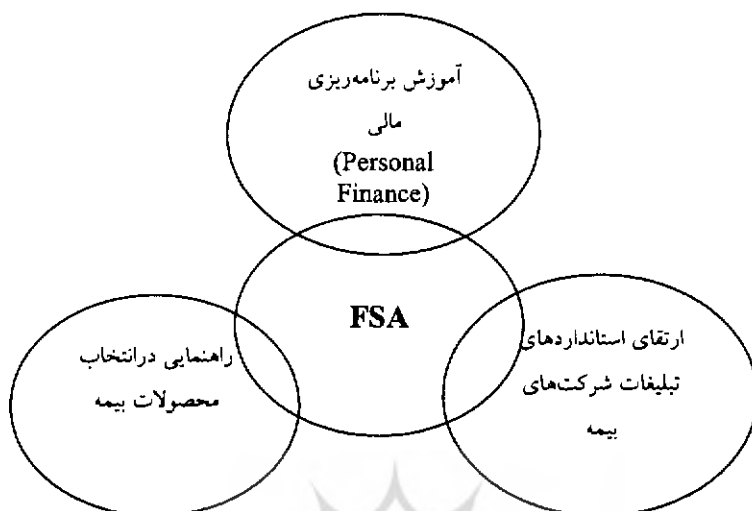 آموزش برنامه‌ریزی
مالی
(Personal
Finance)
FSA
ارتقای استانداردهای
تبلیغات شرکت‌های
بیمه
راهنمایی درانتخاب
محصولات بیمه